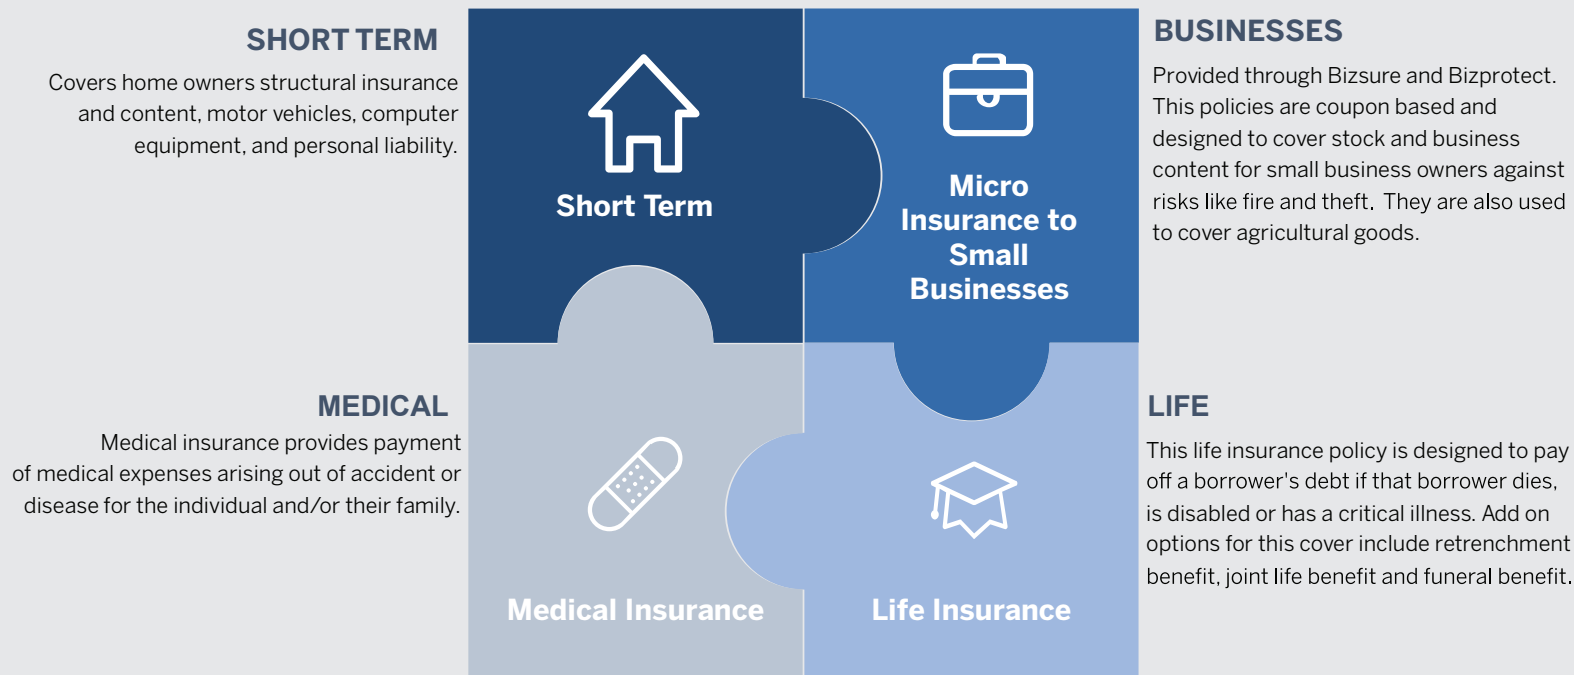 SHORT TERM
Covers home owners structural insurance
and content, motor vehicles, computer
equipment, and personal liability.
Short Term
Micro
Insurance to
Small
Businesses
BUSINESSES
Provided through Bizsure and Bizprotect.
This policies are coupon based and
designed to cover stock and business
content for small business owners against
risks like fire and theft. They are also used
to cover agricultural goods.
MEDICAL
Medical insurance provides payment
of medical expenses arising out of accident or
disease for the individual and/or their family.
Medical Insurance
Life Insurance
LIFE
This life insurance policy is designed to pay
off a borrower's debt if that borrower dies,
is disabled or has a critical illness. Add on
options for this cover include retrenchment
benefit, joint life benefit and funeral benefit.